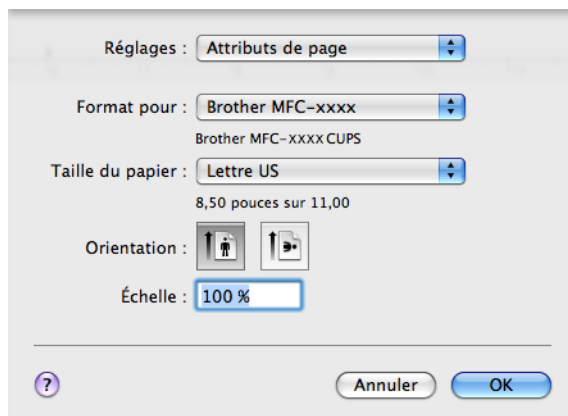 Réglages : Attributs de page
Format pour : Brother MFC-xxxx
Brother MFC-XXXX CUPS
Taille du papier : Lettre US
8,50 pouces sur 11,00
Orientation :
Échelle : 100 %
? Annuler OK